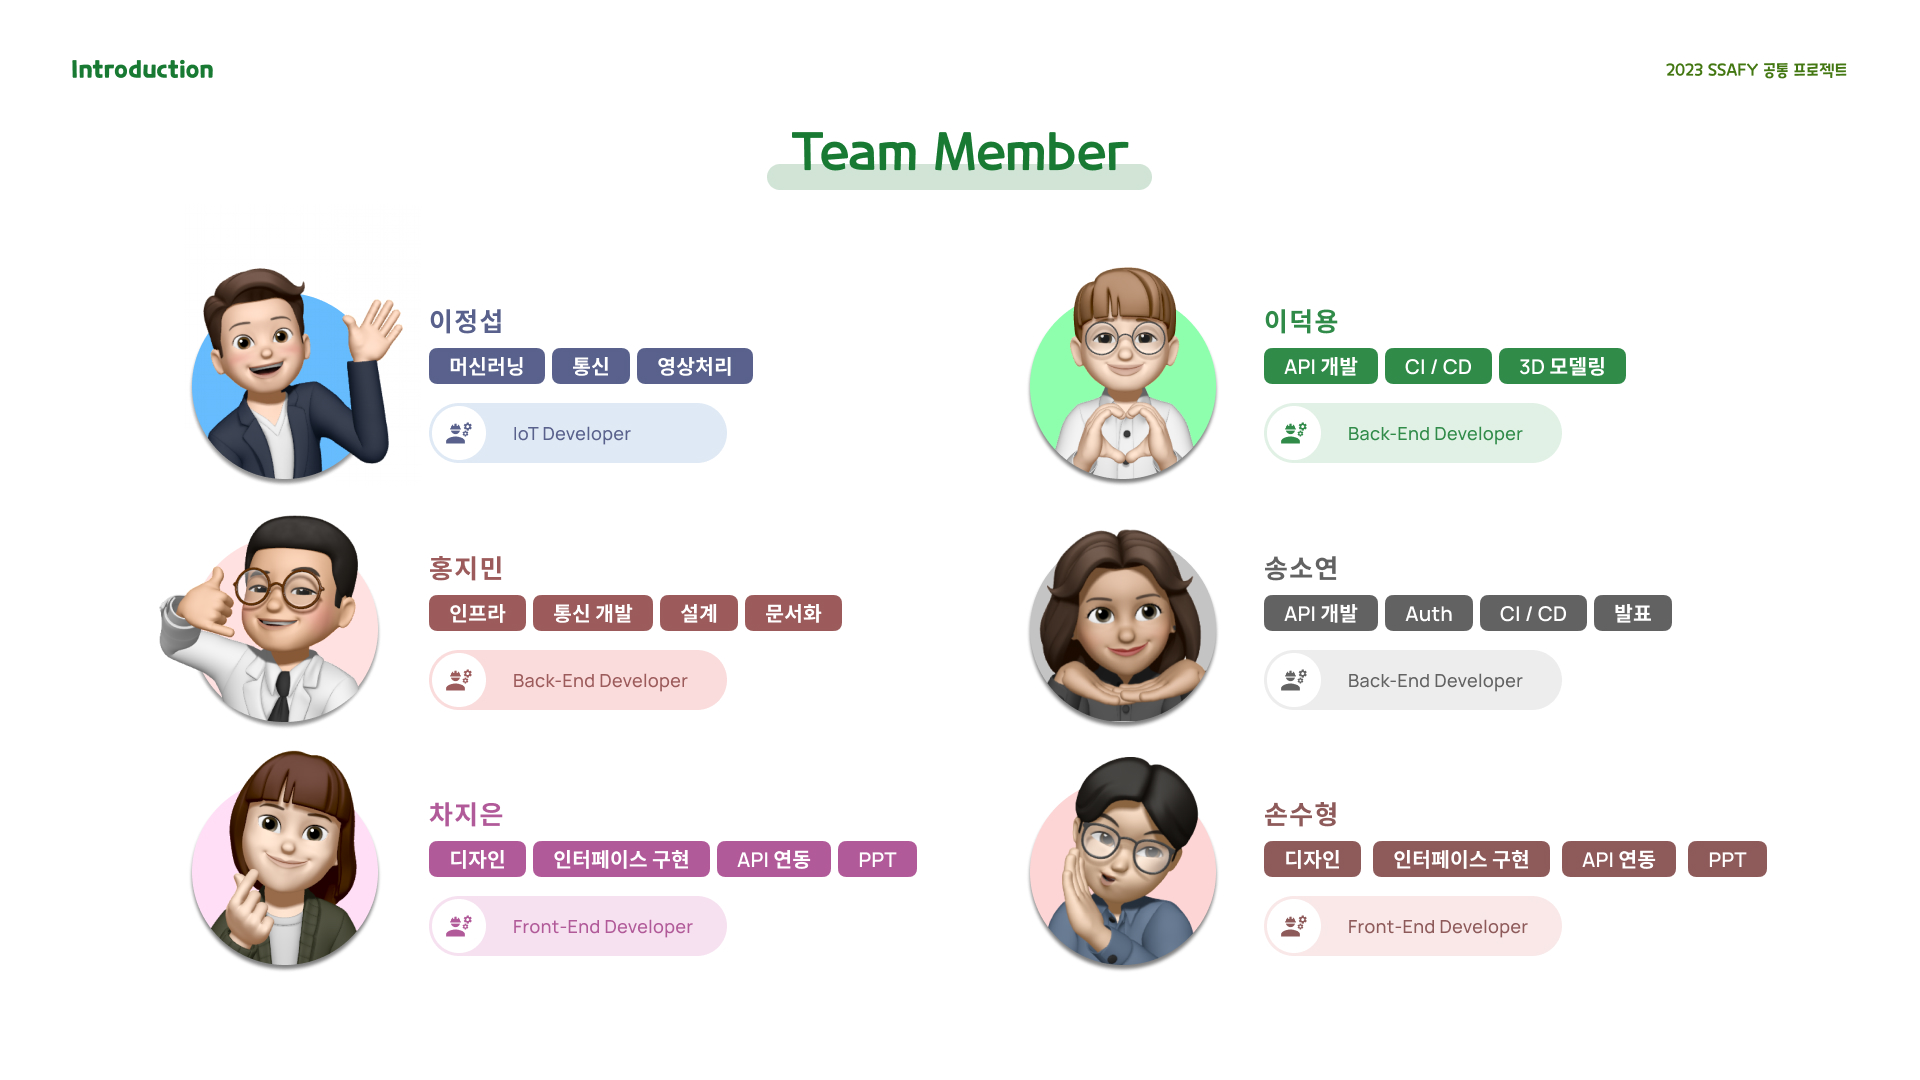 Introduction
2023 SSAFY 공통 프로젝트
Team Member
이정섭
머신러닝 통신 영상처리
IoT Developer
이덕용
API 개발 CI / CD 3D 모델링
Back-End Developer
홍지민
인프라 통신 개발 설계 문서화
Back-End Developer
송소연
API 개발 Auth CI / CD 발표
Back-End Developer
차지은
디자인 인터페이스 구현 API 연동 PPT
Front-End Developer
손수형
디자인 인터페이스 구현 API 연동 PPT
Front-End Developer